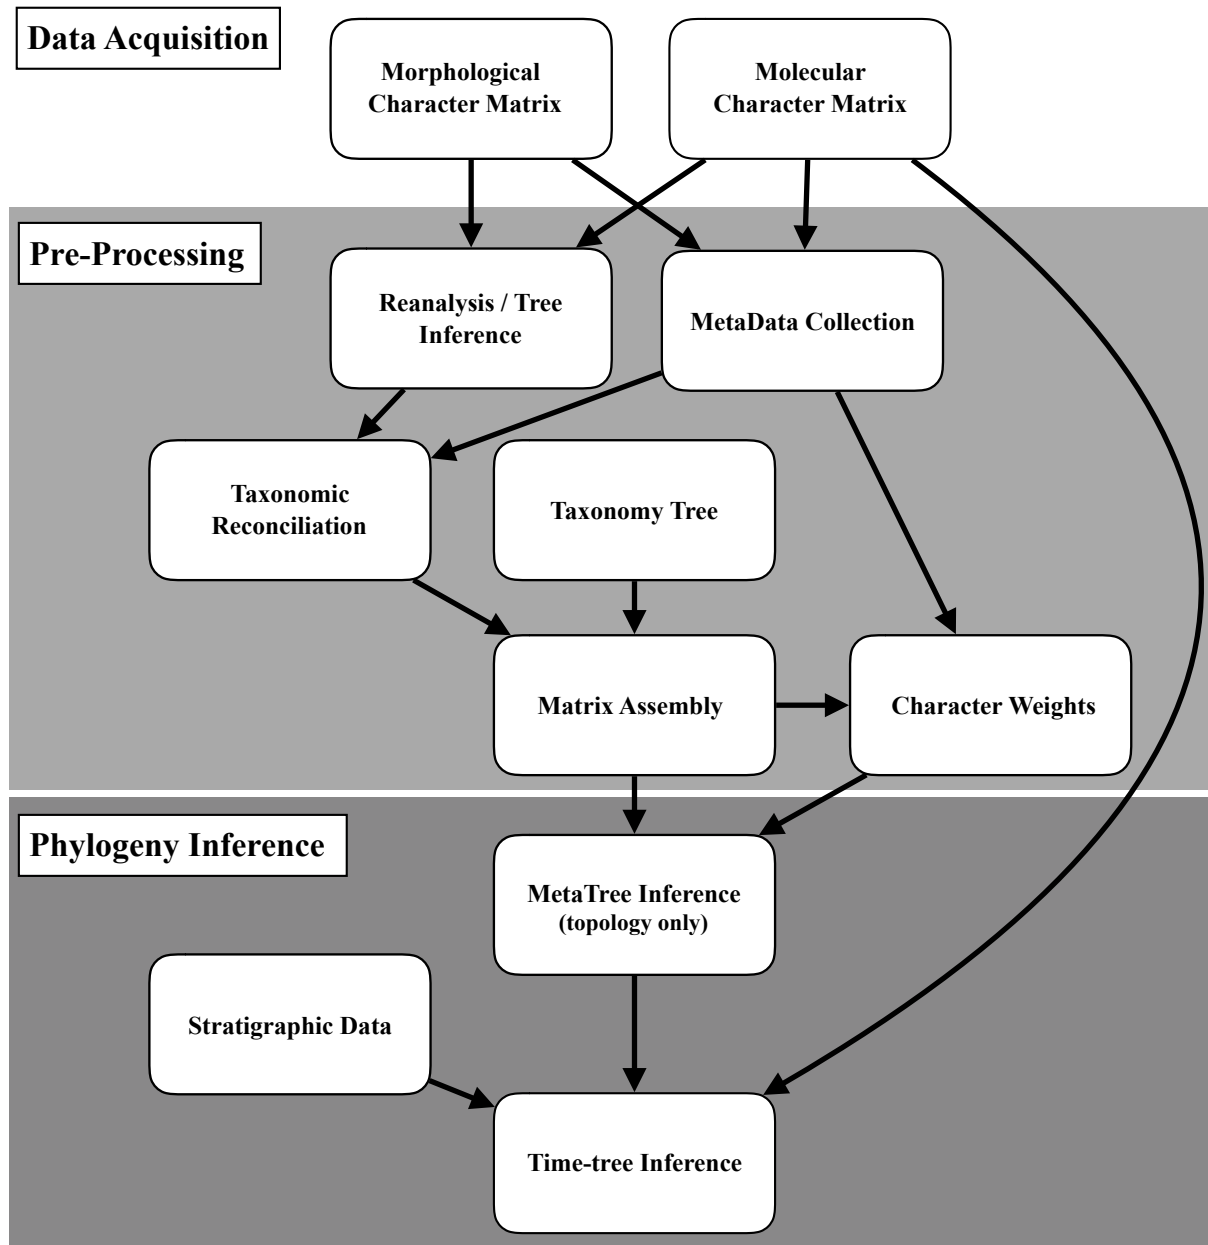 Data Acquisition
Morphological
Character Matrix
Molecular
Character Matrix
Pre-Processing
Reanalysis / Tree
Inference
MetaData Collection
Taxonomic
Reconciliation
Taxonomy Tree
Matrix Assembly
Character Weights
Phylogeny Inference
MetaTree Inference
(topology only)
Stratigraphic Data
Time-tree Inference